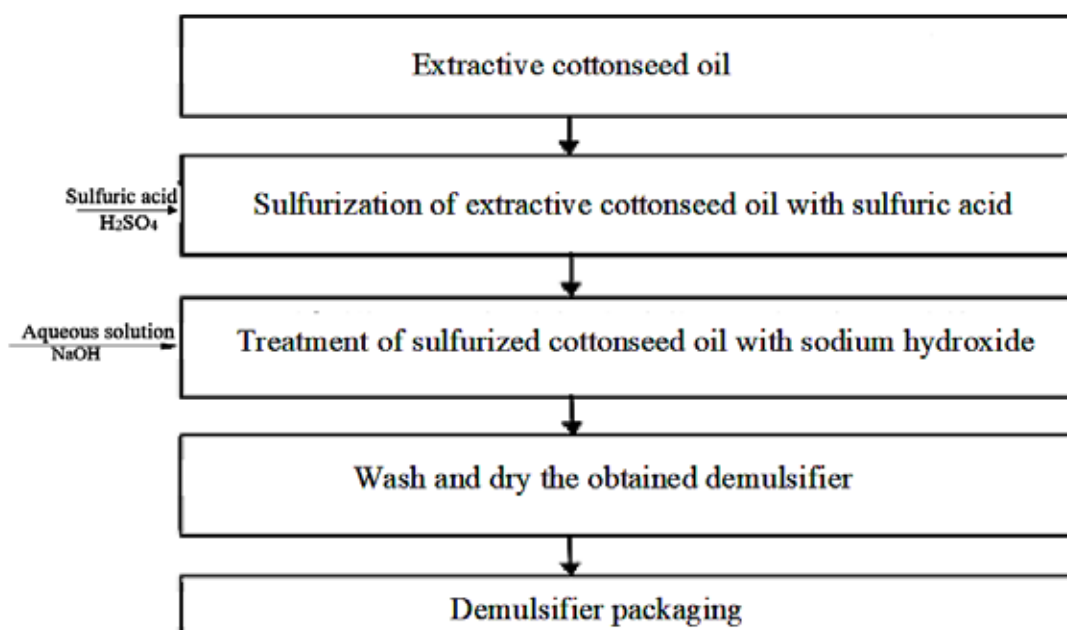 Extractive cottonseed oil
Sulfuric acid
H₂SO₄
Sulfurization of extractive cottonseed oil with sulfuric acid
Aqueous solution
NaOH
Treatment of sulfurized cottonseed oil with sodium hydroxide
Wash and dry the obtained demulsifier
Demulsifier packaging